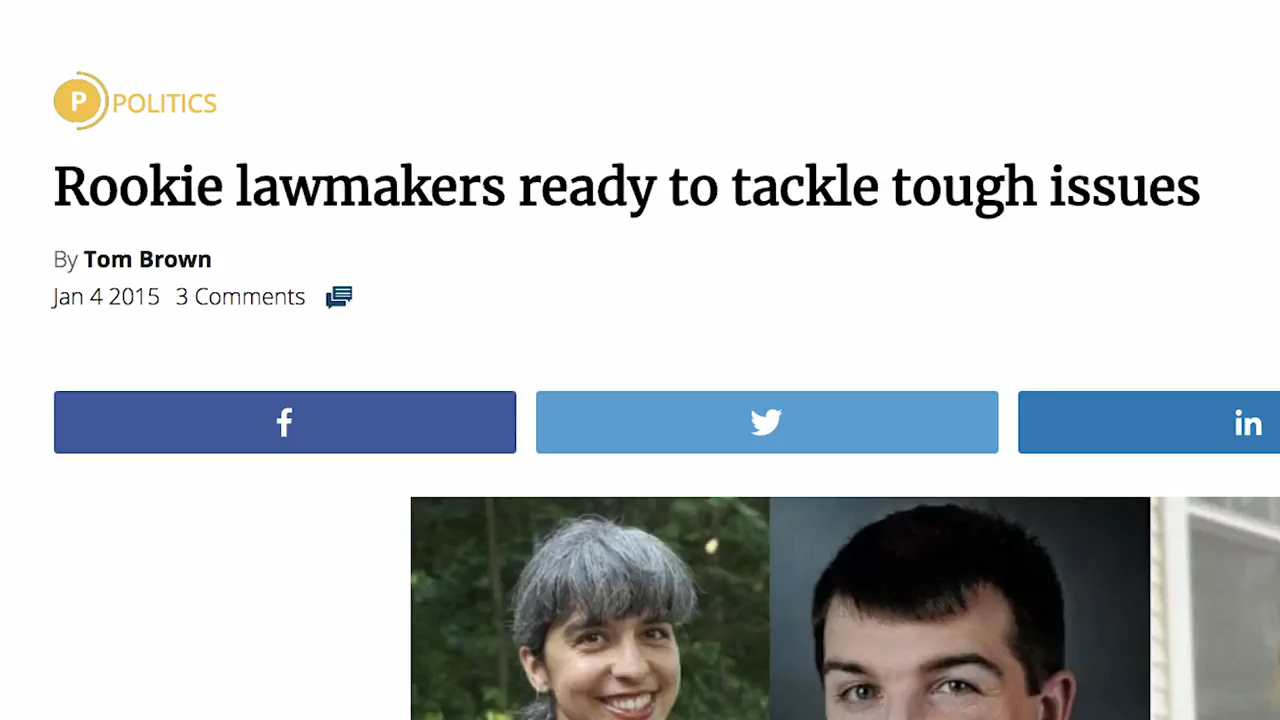 P POLITICS
Rookie lawmakers ready to tackle tough issues
By Tom Brown
Jan 4 2015 3 Comments
f in